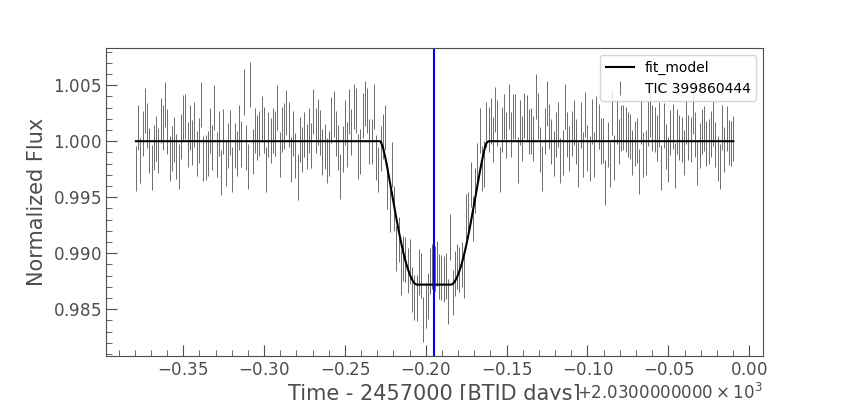 fit_model
TIC 399860444
Normalized Flux
1.005
1.000
0.995
0.990
0.985
−0.35
−0.30
−0.25
−0.20
−0.15
−0.10
−0.05
0.00
Time - 2457000 [BTJD days]
+2.0300000000 × 10³